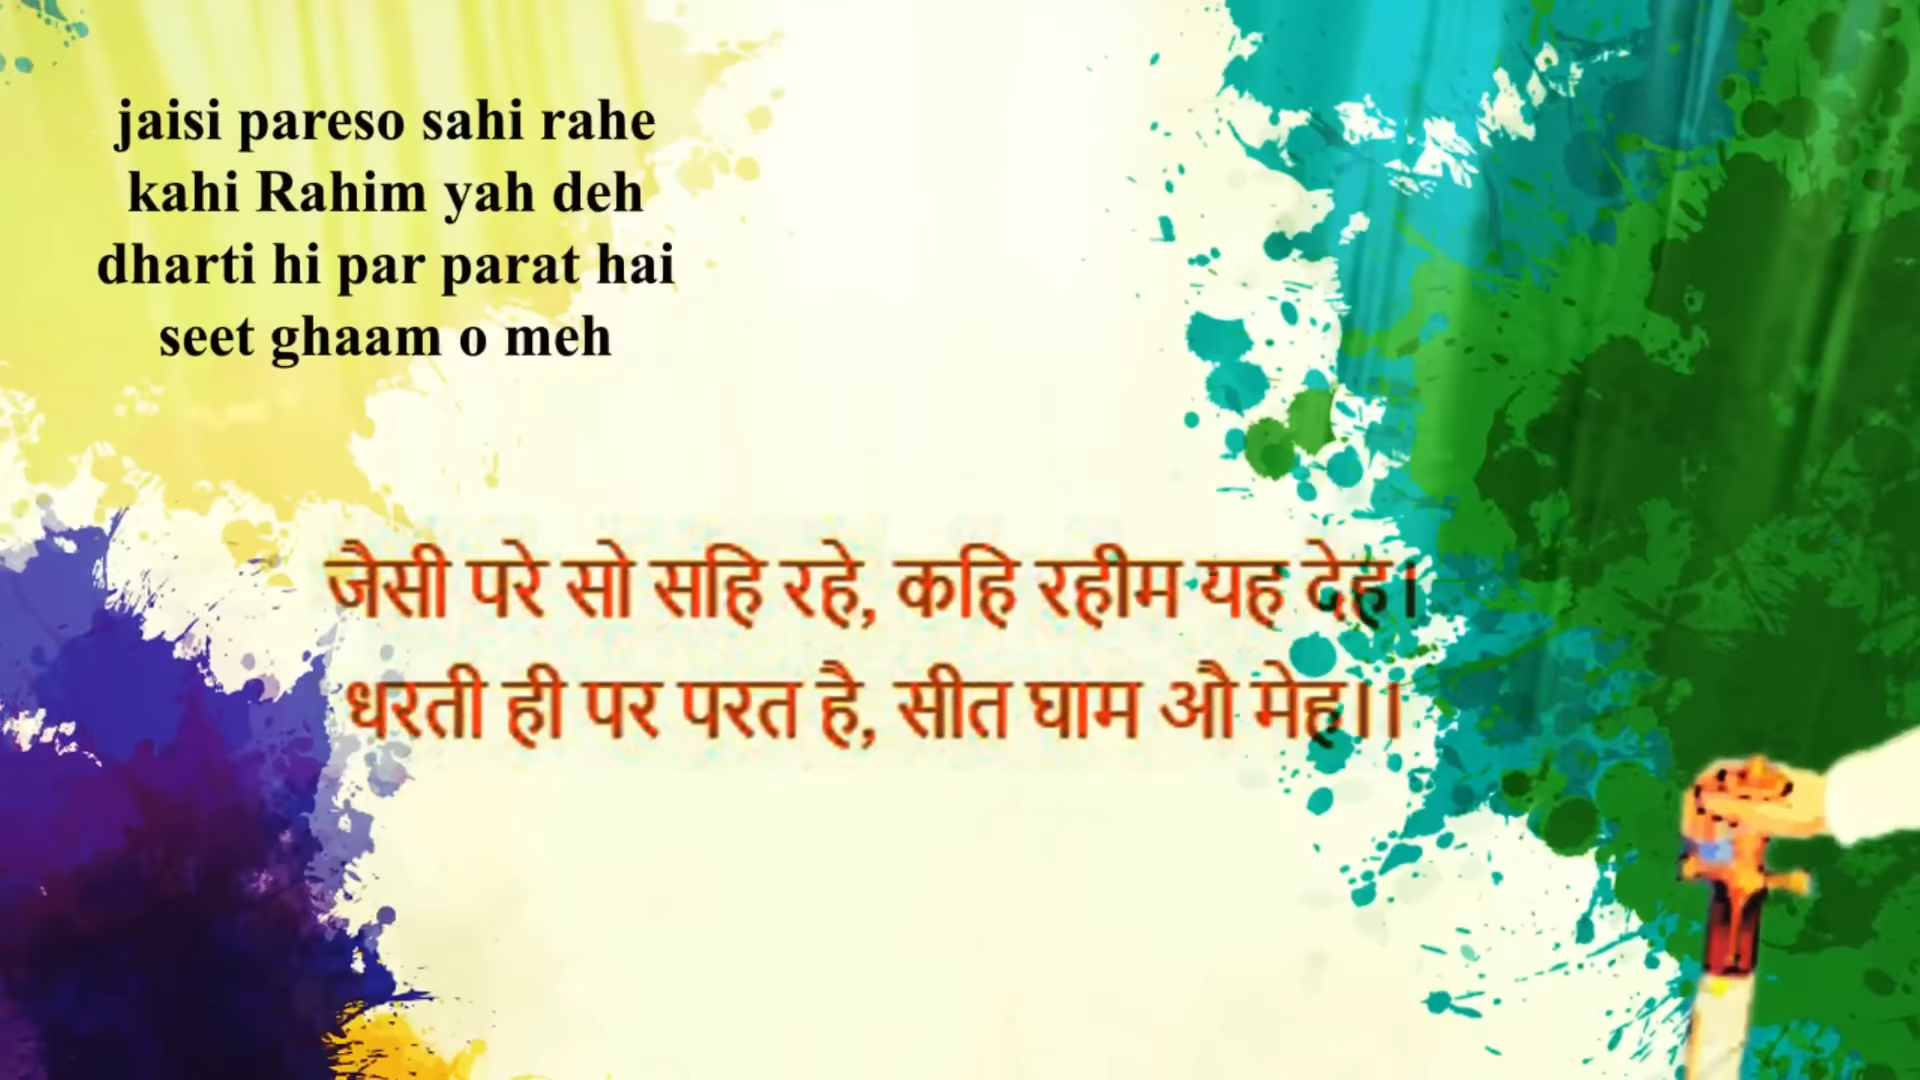 jaisi pareso sahi rahe
kahi Rahim yah deh
dharti hi par parat hai
seet ghaam o meh
जैसी परे सो सहि रहे, कहि रहीम यह देह।
धरती ही पर परत है, सीत घाम औ मेह।।